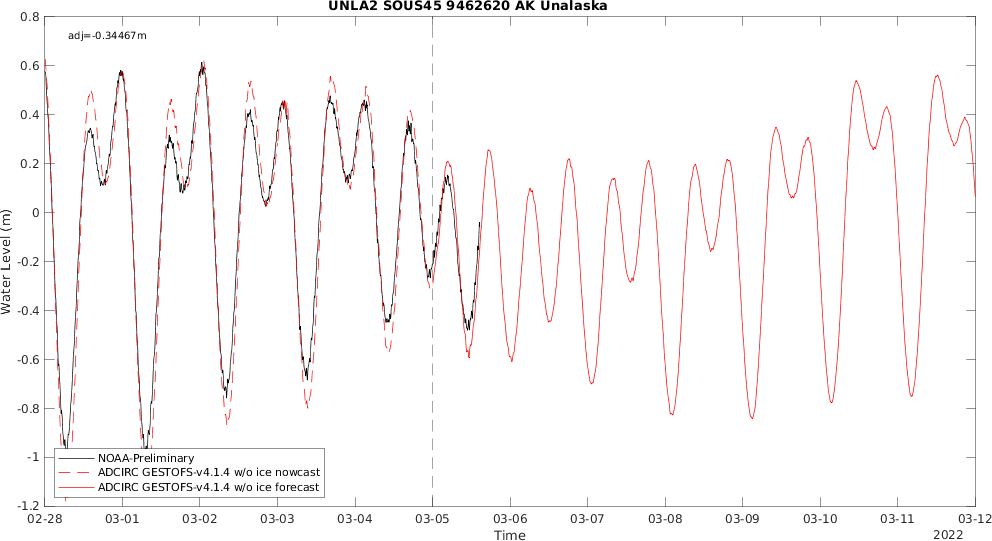 UNLA2 SOUS45 9462620 AK Unalaska
adj=-0.34467m
Water Level (m)
0.8
0.6
0.4
0.2
0
-0.2
-0.4
-0.6
-0.8
-1
-1.2
NOAA-Preliminary
ADCIRC GESTOFS-v4.1.4 w/o ice nowcast
ADCIRC GESTOFS-v4.1.4 w/o ice forecast
02-28 03-01 03-02 03-03 03-04 03-05 03-06 03-07 03-08 03-09 03-10 03-11 03-12
Time
2022